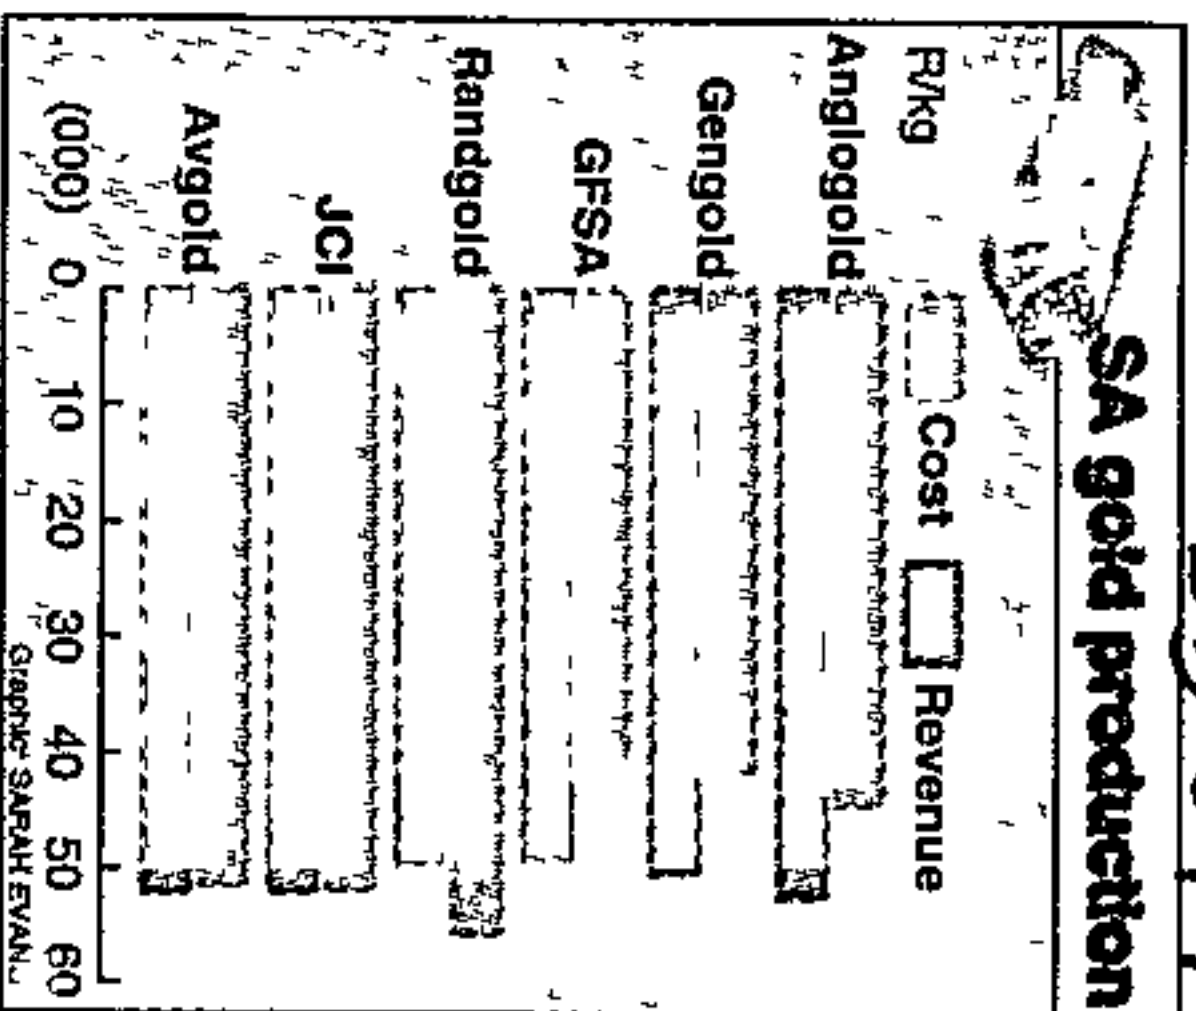 SA gold production
R/kg Cost Revenue
Anglogold
Gengold
GFSA
Randgold
JCI
Avgold
(000) 0 10 20 30 40 50 60
Graphic: SARAH